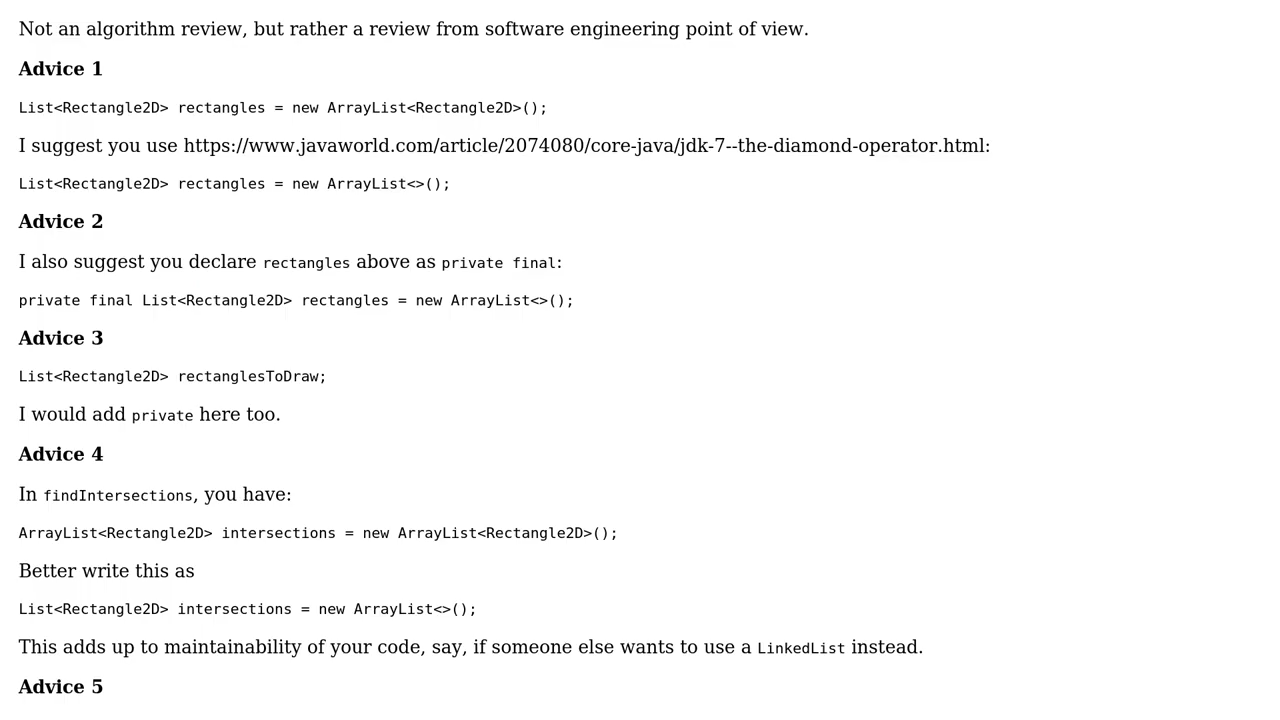 Not an algorithm review, but rather a review from software engineering point of view.
Advice 1
List<Rectangle2D> rectangles = new ArrayList<Rectangle2D>();
I suggest you use https://www.javaworld.com/article/2074080/core-java/jdk-7--the-diamond-operator.html:
List<Rectangle2D> rectangles = new ArrayList<>();
Advice 2
I also suggest you declare rectangles above as private final:
private final List<Rectangle2D> rectangles = new ArrayList<>();
Advice 3
List<Rectangle2D> rectanglesToDraw;
I would add private here too.
Advice 4
In findIntersections, you have:
ArrayList<Rectangle2D> intersections = new ArrayList<Rectangle2D>();
Better write this as
List<Rectangle2D> intersections = new ArrayList<>();
This adds up to maintainability of your code, say, if someone else wants to use a LinkedList instead.
Advice 5